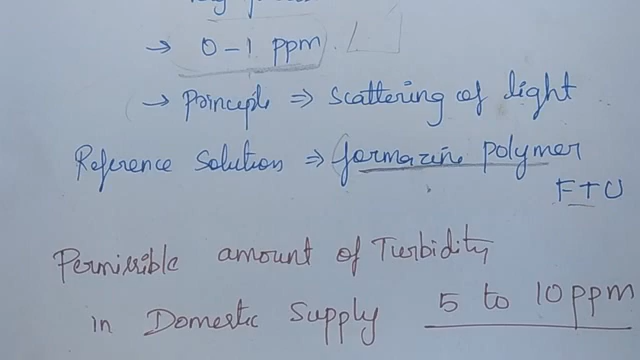 → 0-1 ppm.
→ Principle ⇒ Scattering of light
Reference Solution ⇒ formazine polymer
FTU
Permissible amount of Turbidity
in Domestic Supply 5 to 10 ppm